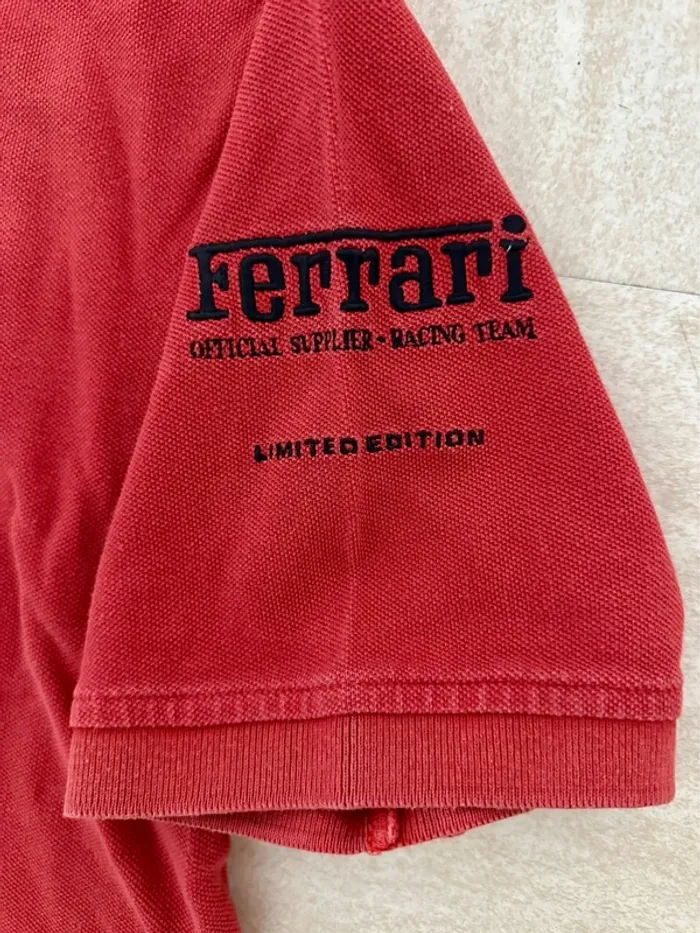 Ferrari
OFFICIAL SUPPLIER • RACING TEAM
LIMITED EDITION